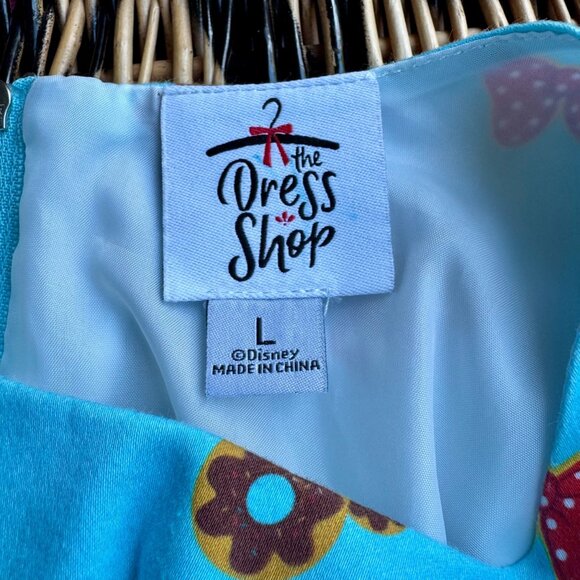 the
Dress
Shop
L
©Disney
MADE IN CHINA